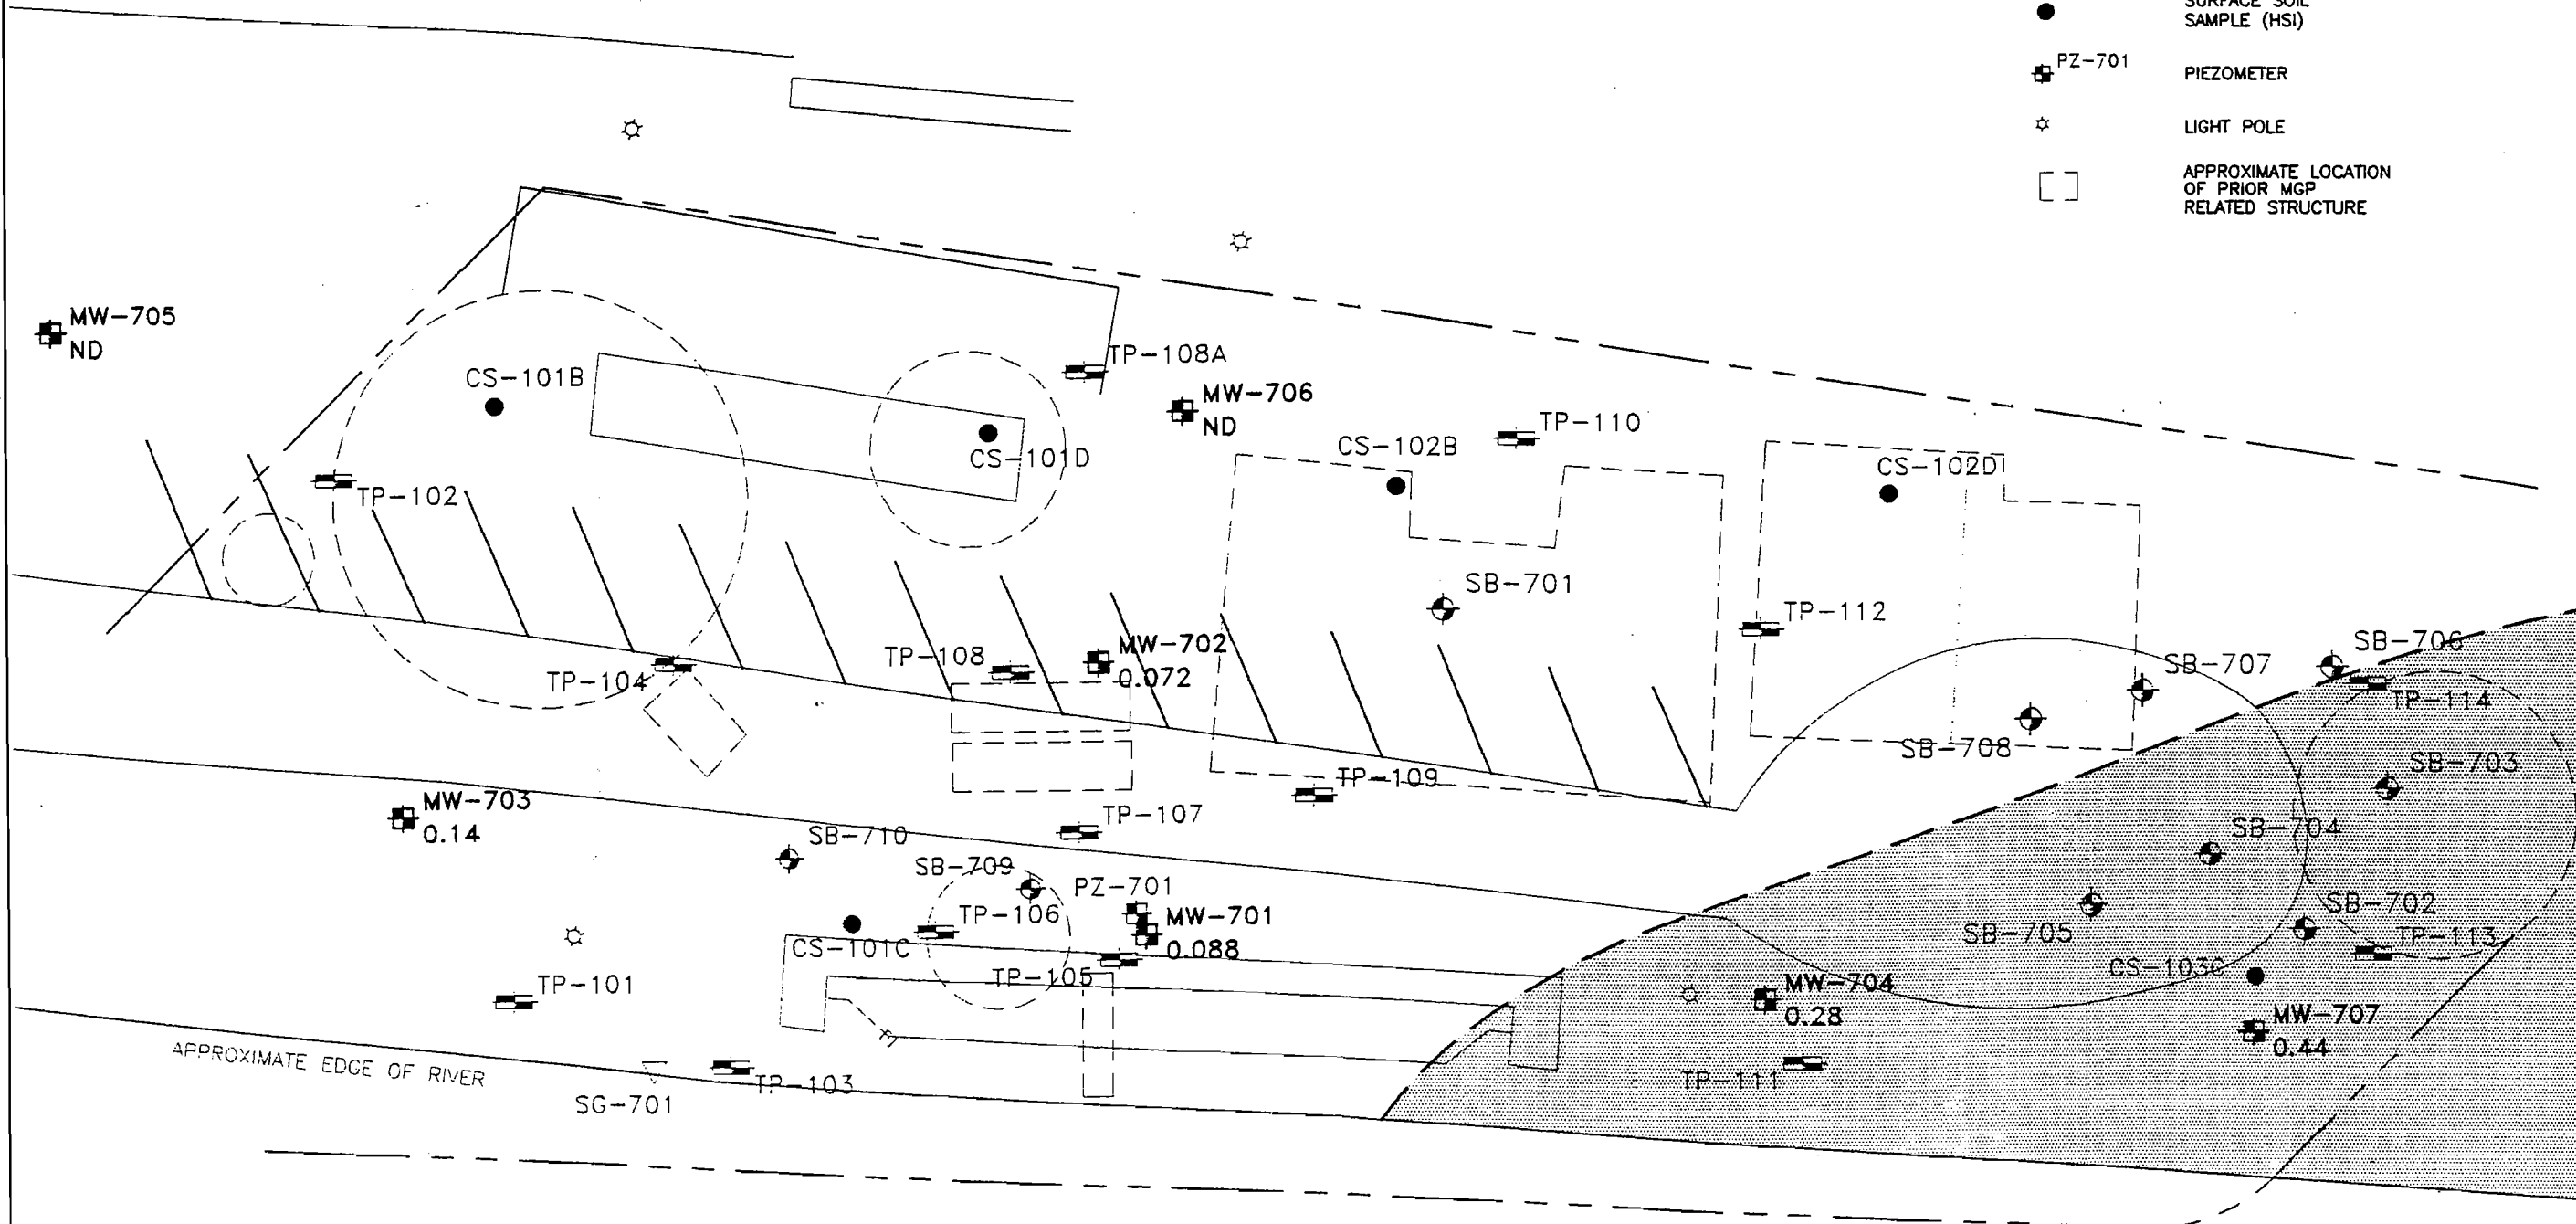 SURFACE SOIL
SAMPLE (HSI)
PZ-701
PIEZOMETER
LIGHT POLE
APPROXIMATE LOCATION
OF PRIOR MGP
RELATED STRUCTURE
MW-705
ND
CS-101B
TP-108A
MW-706
ND
CS-101D
TP-110
CS-102B
CS-102D
TP-102
SB-701
TP-112
MW-702
0.072
TP-108
TP-104
SB-706
SB-707
TP-114
SB-708
SB-703
TP-109
MW-703
0.14
TP-107
SB-710
SB-704
SB-709
PZ-701
TP-106
MW-701
0.088
SB-702
SB-705
TP-113
CS-101C
TP-105
CS-103C
TP-101
MW-704
0.28
MW-707
0.44
APPROXIMATE EDGE OF RIVER
TP-103
TP-111
SG-701